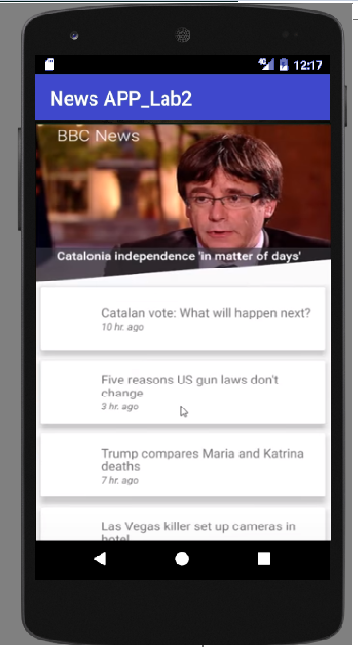 4G 12:17
News APP_Lab2
BBC News
Catalonia independence 'in matter of days'
Catalan vote: What will happen next?
10 hr. ago
Five reasons US gun laws don't
change
3 hr. ago
Trump compares Maria and Katrina
deaths
7 hr. ago
Las Vegas killer set up cameras in
hotel